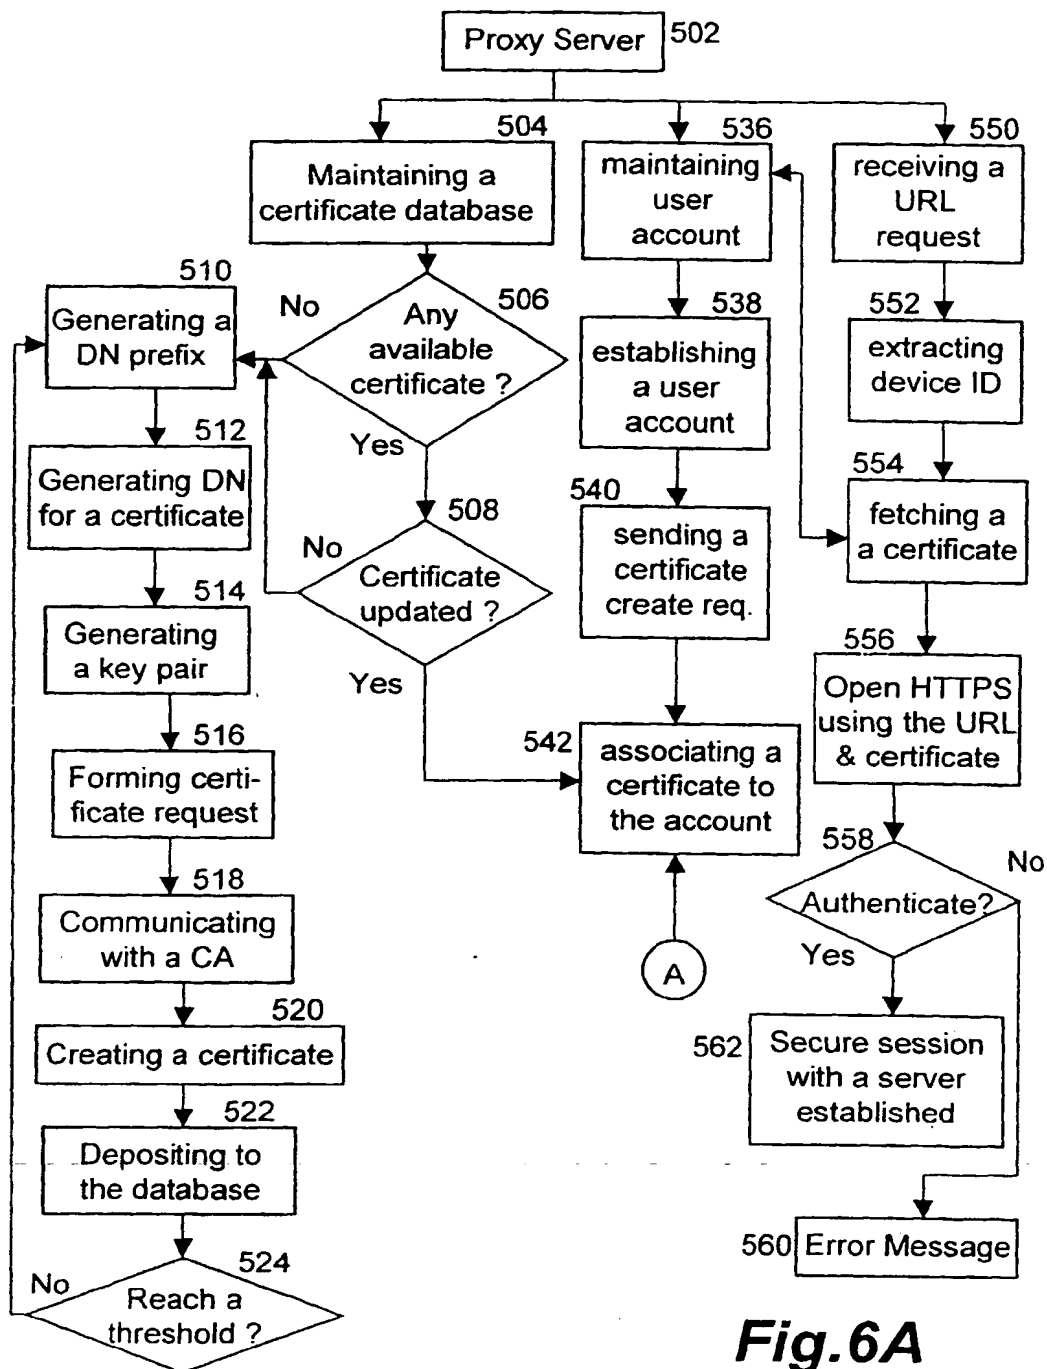 Proxy Server 502
504
Maintaining a
certificate database
506
Any
available
certificate ?
No
Yes
508
Certificate
updated ?
No
Yes
510
Generating a
DN prefix
512
Generating DN
for a certificate
514
Generating
a key pair
516
Forming certi-
ficate request
518
Communicating
with a CA
520
Creating a certificate
522
Depositing to
the database
524
Reach a
threshold ?
No
536
maintaining
user
account
538
establishing
a user
account
540
sending a
certificate
create req.
542
associating a
certificate to
the account
A
550
receiving a
URL
request
552
extracting
device ID
554
fetching a
a certificate
556
Open HTTPS
using the URL
& certificate
558
Authenticate?
No
Yes
562
Secure session
with a server
established
560 Error Message
Fig.6A